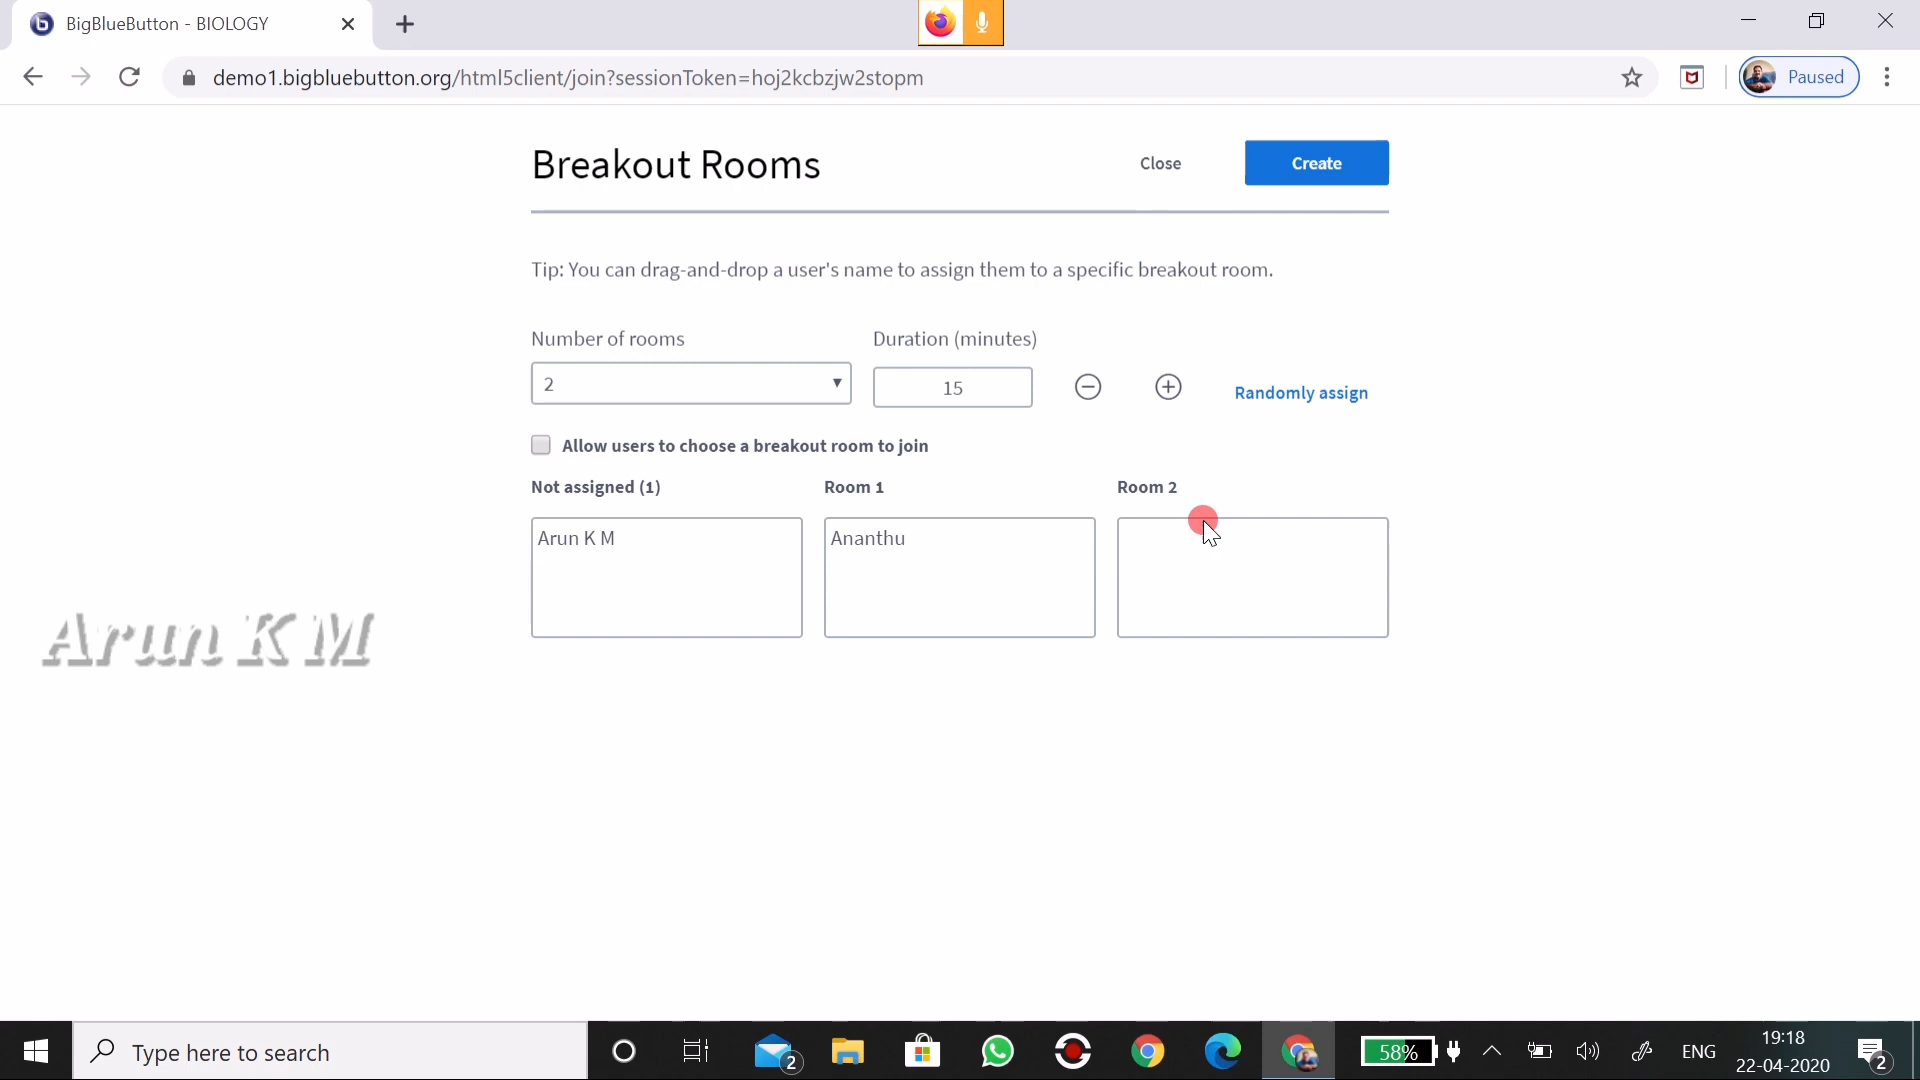 BigBlueButton - BIOLOGY
demo1.bigbluebutton.org/html5client/join?sessionToken=hoj2kcbzjw2stopm
Paused
Breakout Rooms
Close
Create
Tip: You can drag-and-drop a user's name to assign them to a specific breakout room.
Number of rooms
Duration (minutes)
2
15
Randomly assign
Allow users to choose a breakout room to join
Not assigned (1)
Room 1
Room 2
Arun K M
Ananthu
Arun K M
Type here to search
2
58%
ENG
19:18
22-04-2020
2